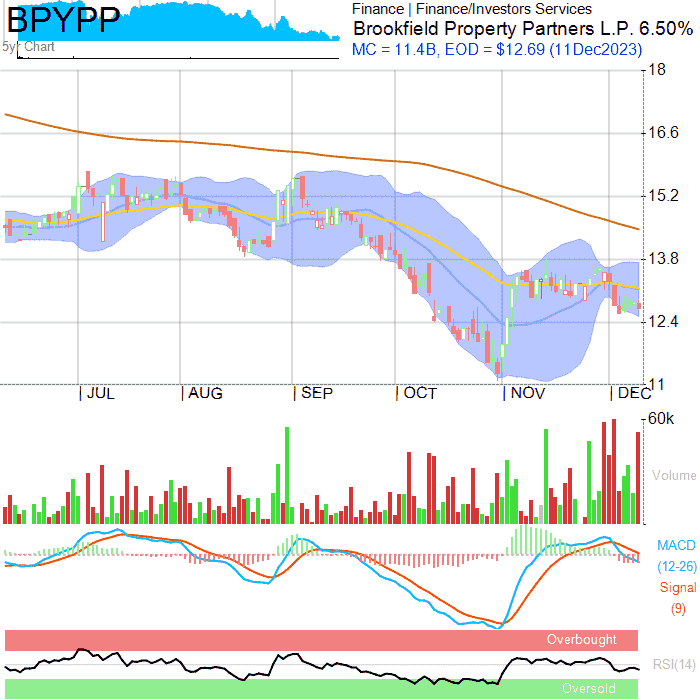 BPYPP
5yr Chart
Finance | Finance/Investors Services
Brookfield Property Partners L.P. 6.50%
MC = 11.4B, EOD = $12.69 (11Dec2023)
18
16.6
15.2
13.8
12.4
11
JUL
AUG
SEP
OCT
NOV
DEC
60k
Volume
MACD
(12-26)
Signal
(9)
Overbought
RSI(14)
Oversold